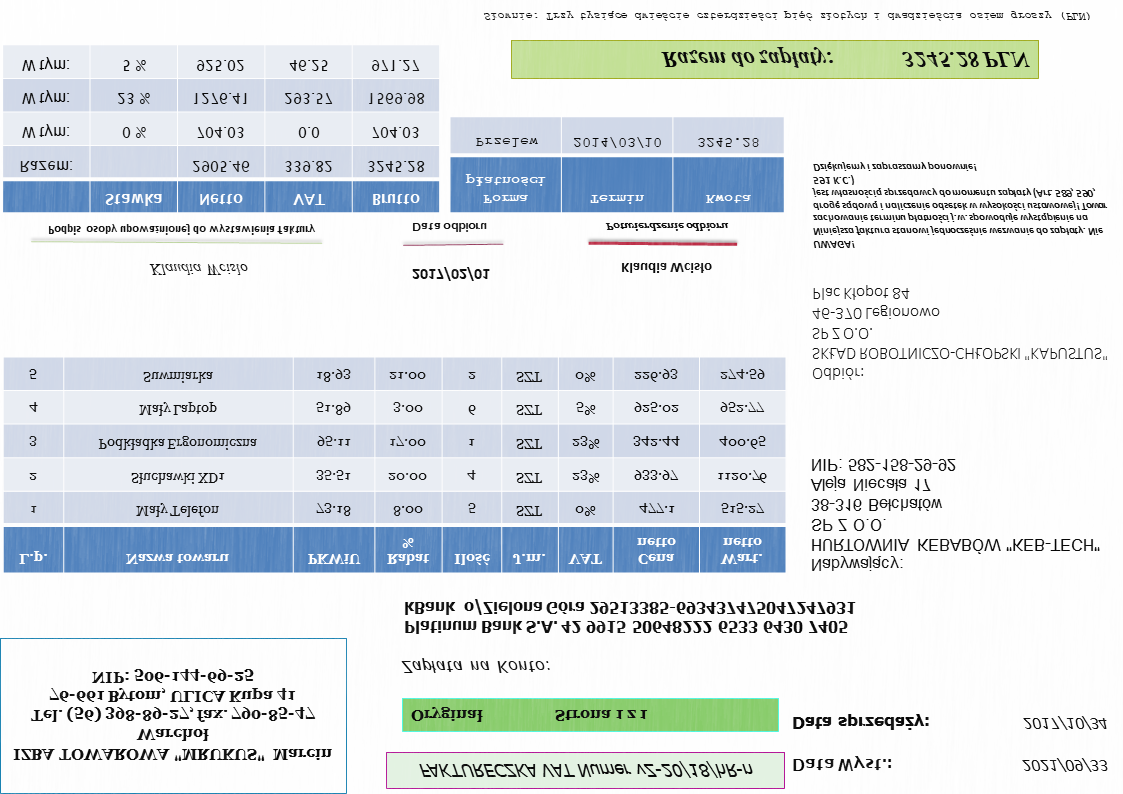 IZBA TOWAROWA "MRUKUS" Marcin
Warchoł
Tel. (56) 398-89-27, fax. 790-85-47
76-661 Bytom, ULICA Kupa 41
NIP: 506-144-69-25
FAKTURECZKA VAT Numer vZ-20/18/hR-n
Data Wyst.: 2021/09/33
Oryginał Strona 1 z 1
Data sprzedaży: 2017/10/34
Zapłata na Konto:
Platinum Bank S.A. 42 9915 50648222 6533 6430 7405
kBank o/Zielona Góra 29513385-69343747504724793​1
Nabywający:
HURTOWNIA KEBABÓW "KEB-TECH"
SP Z O.O.
38-316 Bełchatów
Aleja Niecała 17
NIP: 582-158-29-92
L.p. Nazwa towaru PKWiU Rabat % Ilość J.m. VAT Cena netto Wart. netto
1 Mały Telefon 73.18 8.00 5 SZT 0% 477.1 515.27
2 Słuchawki XD1 35.51 20.00 4 SZT 23% 933.97 1120.76
3 Podkładka Ergonomiczna 95.11 17.00 1 SZT 23% 342.44 400.65
4 Mały Laptop 51.89 3.00 6 SZT 5% 925.02 952.77
5 Suwmiarka 18.93 21.00 2 SZT 0% 226.93 274.59
Odbiór:
SKŁAD ROBOTNICZO-CHŁOPSKI "KAPUSTUS"
SP Z O.O.
46-370 Legionowo
Plac Kłopot 84
Klaudia Wcisło
Podpis osoby upoważnionej do wystawienia faktury
2017/02/01
Data odbioru
Klaudia Wcisło
Potwierdzenie odbioru
UWAGA!
Niniejsza faktura stanowi jednocześnie wezwanie do zapłaty. Nie
zachowanie terminu płatności j.w. spowoduje wystąpienie na
drogę sądową i naliczenie odsetek w wysokości ustawowej! Towar
jest własnością sprzedawcy do momentu zapłaty (Art. 589, 590,
591 K.C.)
Dziękujemy i zapraszamy ponownie!
Stawka Netto VAT Brutto
Razem: 2905.46 339.82 3245.28
W tym: 0 % 704.03 0.0 704.03
W tym: 23 % 1276.41 293.57 1569.98
W tym: 5 % 925.02 46.25 971.27
Forma płatności Termin Kwota
Przelew 2014/03/10 3245.28
Razem do zapłaty: 3245.28 PLN
Słownie: Trzy tysiące dwieście czterdzieści pięć złotych i dwadzieścia osiem groszy (PLN)